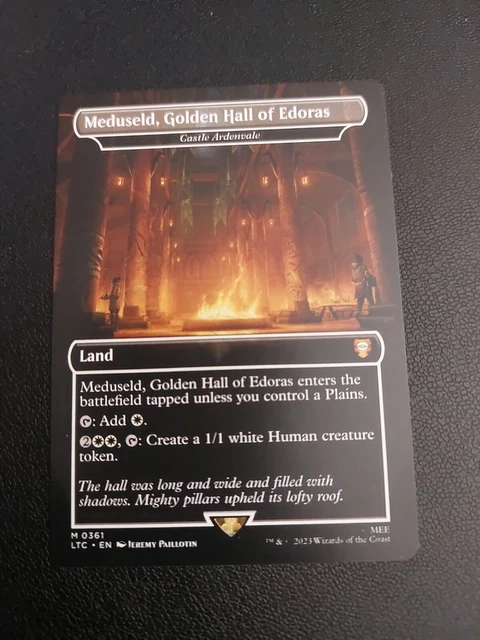 Meduseld, Golden Hall of Edoras
Castle Ardenvale
Land
Meduseld, Golden Hall of Edoras enters the
battlefield tapped unless you control a Plains.
: Add .
2, : Create a 1/1 white Human creature
token.
The hall was long and wide and filled with
shadows. Mighty pillars upheld its lofty roof.
M 0361
LTC • EN JEREMY PAILLOTIN
MEE
™ & © 2023 Wizards of the Coast